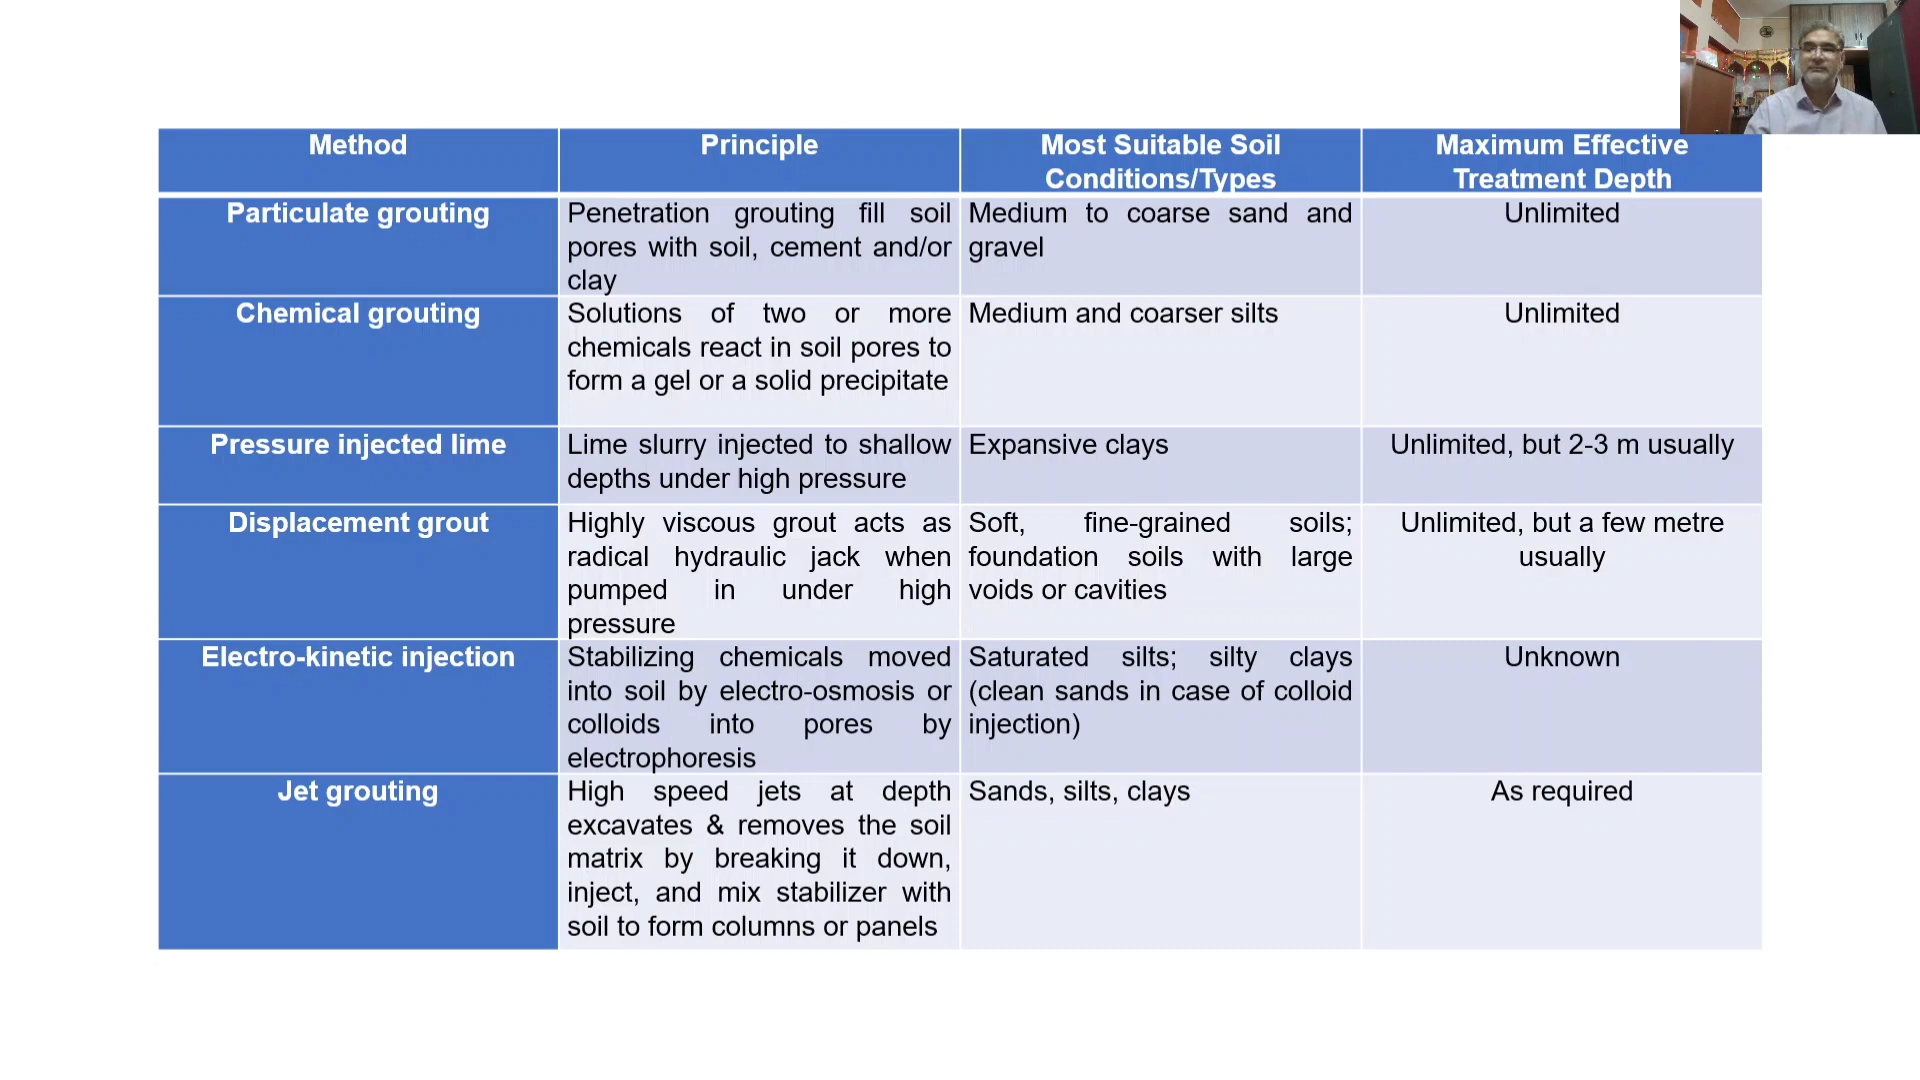 Method
Principle
Most Suitable Soil
Conditions/Types
Maximum Effective
Treatment Depth
Particulate grouting
Penetration grouting fill soil
pores with soil, cement and/or
clay
Medium to coarse sand and
gravel
Unlimited
Chemical grouting
Solutions of two or more
chemicals react in soil pores to
form a gel or a solid precipitate
Medium and coarser silts
Unlimited
Pressure injected lime
Lime slurry injected to shallow
depths under high pressure
Expansive clays
Unlimited, but 2-3 m usually
Displacement grout
Highly viscous grout acts as
radical hydraulic jack when
pumped in under high
pressure
Soft, fine-grained soils;
foundation soils with large
voids or cavities
Unlimited, but a few metre
usually
Electro-kinetic injection
Stabilizing chemicals moved
into soil by electro-osmosis or
colloids into pores by
electrophoresis
Saturated silts; silty clays
(clean sands in case of colloid
injection)
Unknown
Jet grouting
High speed jets at depth
excavates & removes the soil
matrix by breaking it down,
inject, and mix stabilizer with
soil to form columns or panels
Sands, silts, clays
As required